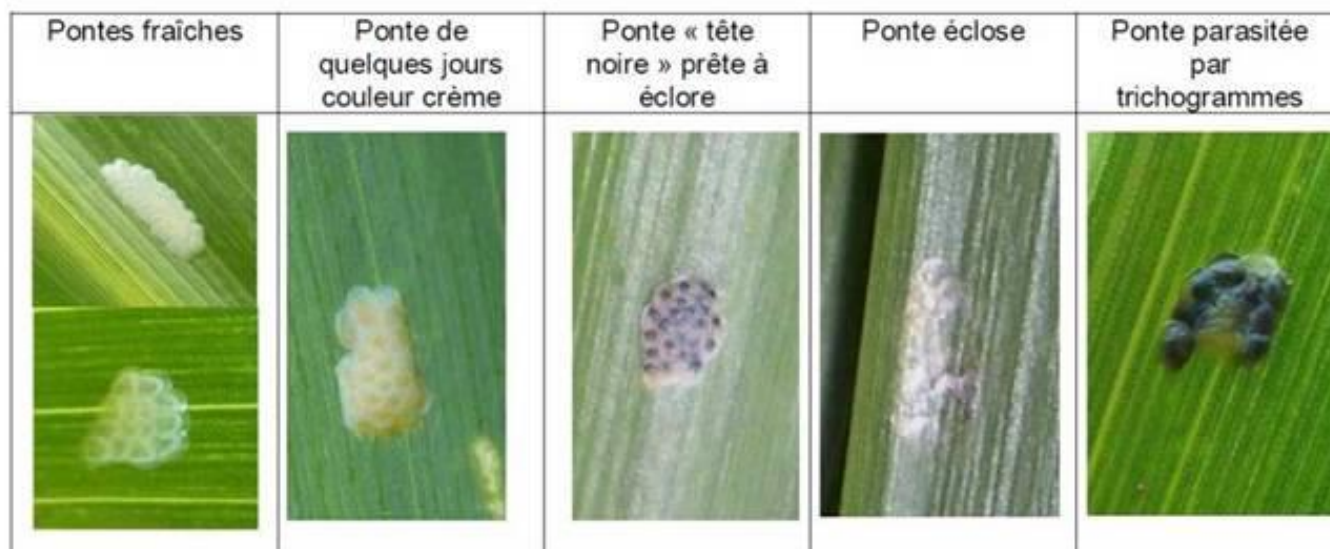 Pontes fraîches
Ponte de
quelques jours
couleur crème
Ponte « tête
noire » prête à
éclore
Ponte éclose
Ponte parasitée
par
trichogrammes